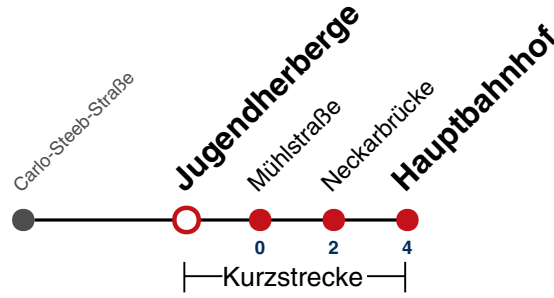 Carlo-Steeb-Straße
Jugendherberge
Mühlstraße
Neckarbrücke
Hauptbahnhof
0 2 4
Kurzstrecke